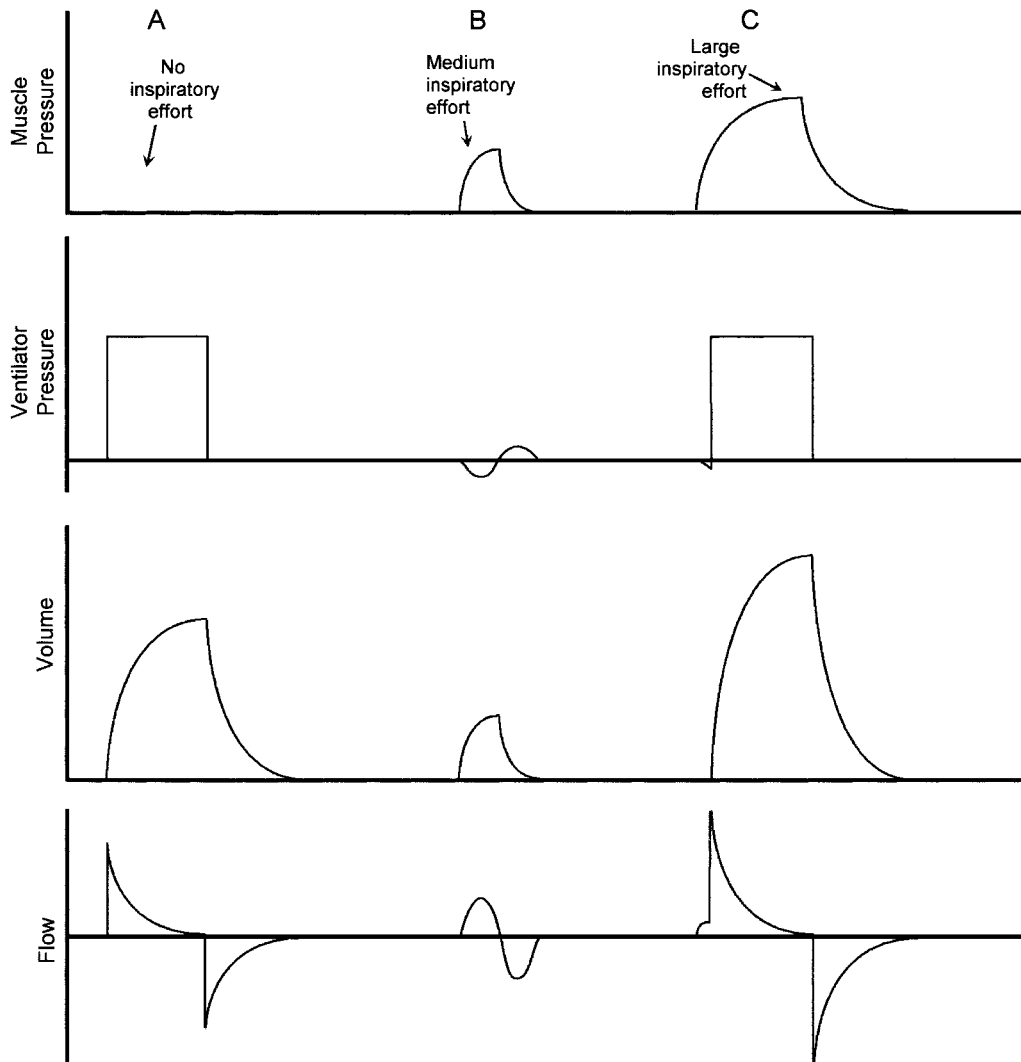 A
B
C
No
inspiratory
effort
Medium
inspiratory
effort
Large
inspiratory
effort
Muscle
Pressure
Ventilator
Pressure
Volume
Flow